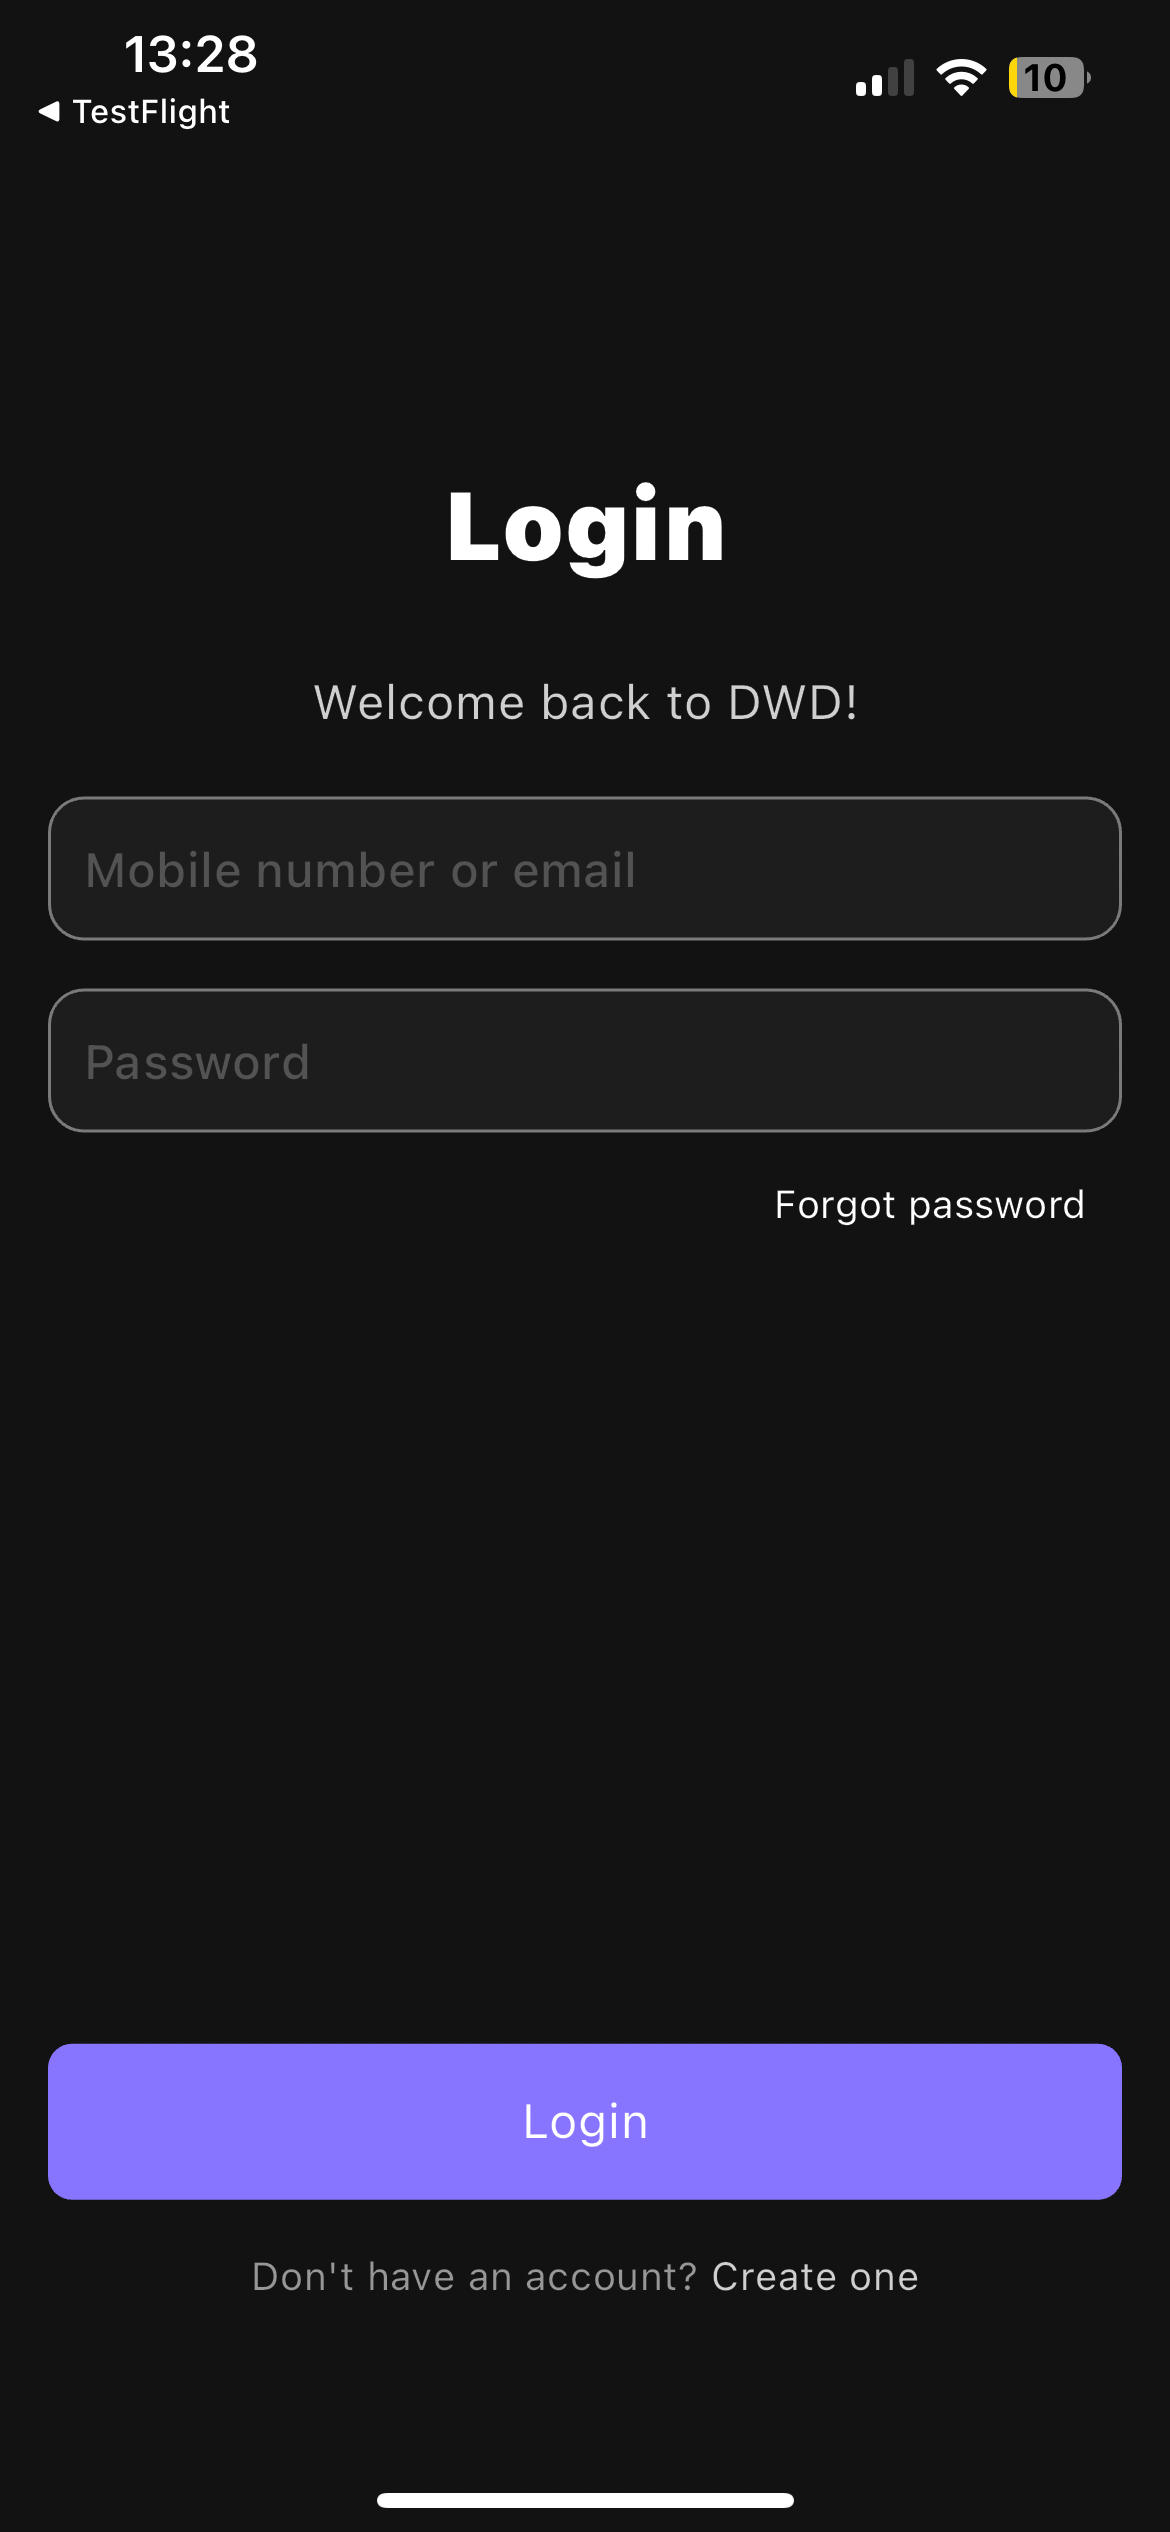 13:28
◀ TestFlight
10
Login
Welcome back to DWD!
Mobile number or email
Password
Forgot password
Login
Don't have an account? Create one